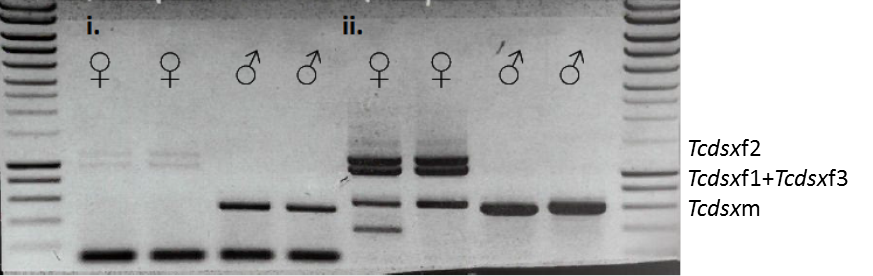 i. ii.
♀ ♀ ♂ ♂ ♀ ♀ ♂ ♂
Tcdsxf2
Tcdsxf1+Tcdsxf3
Tcdsxm